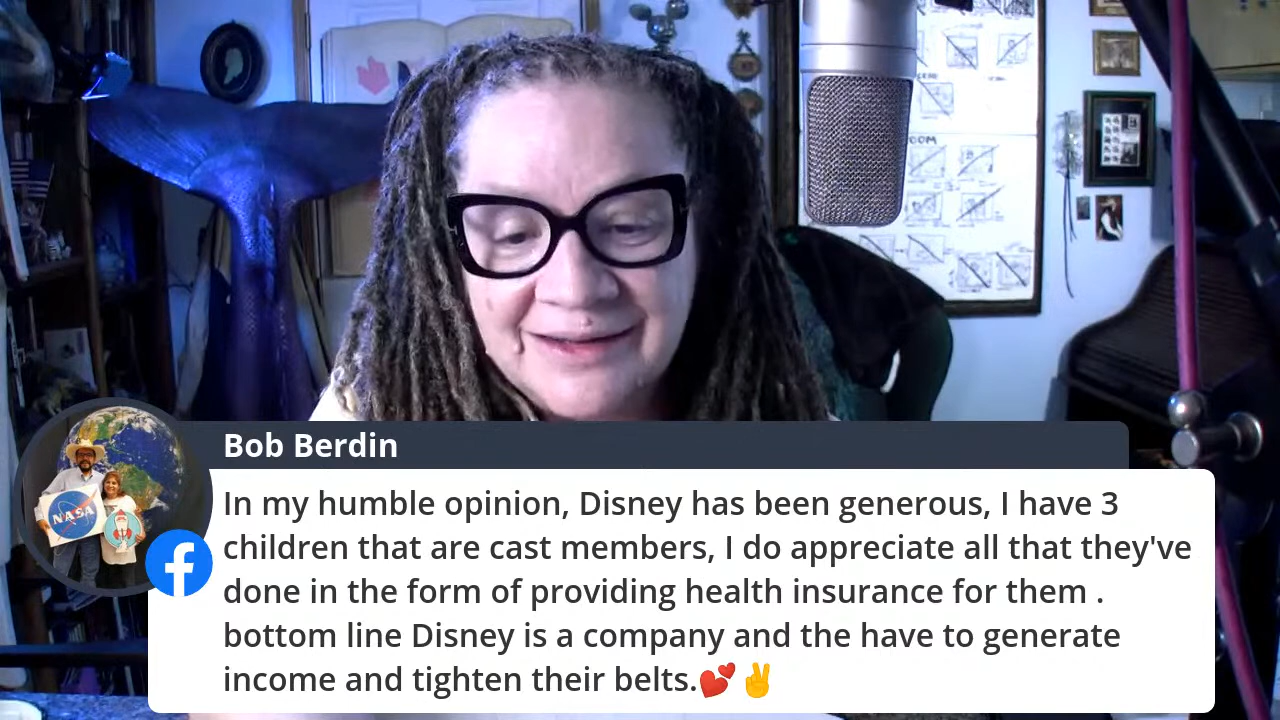 OOM
Bob Berdin
NASA
In my humble opinion, Disney has been generous, I have 3
children that are cast members, I do appreciate all that they've
done in the form of providing health insurance for them .
bottom line Disney is a company and the have to generate
income and tighten their belts.💕✌️